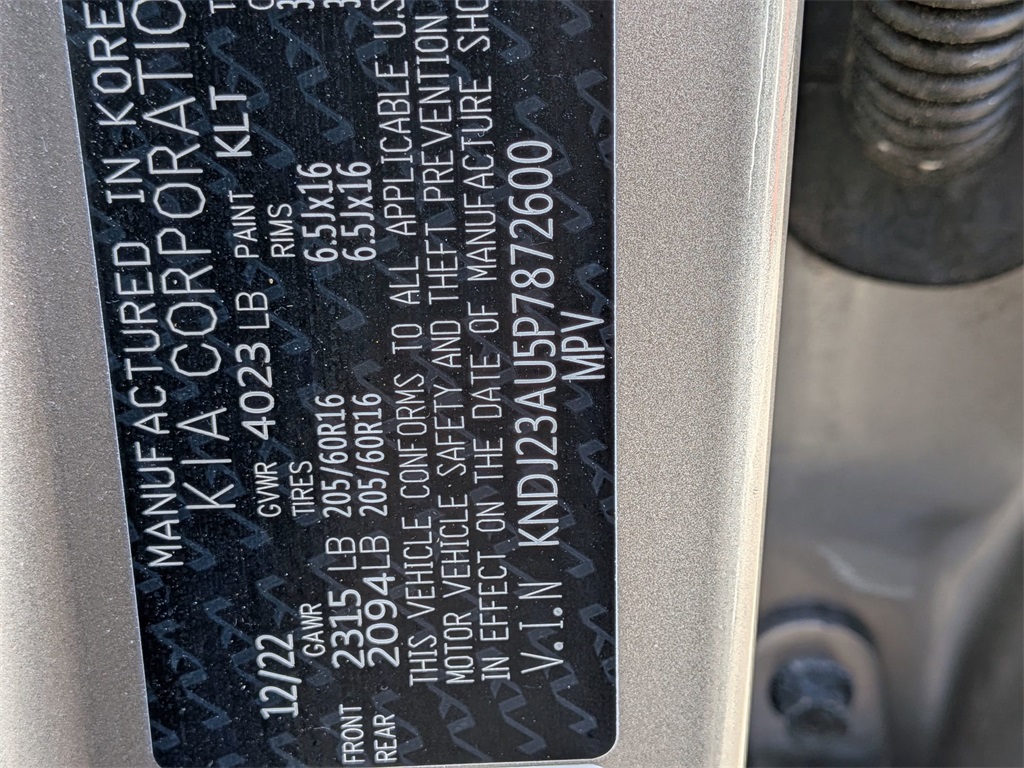 MANUFACTURED IN KORE
KIA CORPORATIO
12/22 GVWR 4023 LB PAINT KLT
GAWR TIRES RIMS
FRONT 2315 LB 205/60R16 6.5Jx16
REAR 2094LB 205/60R16 6.5Jx16
THIS VEHICLE CONFORMS TO ALL APPLICABLE U.S
MOTOR VEHICLE SAFETY AND THEFT PREVENTION
IN EFFECT ON THE DATE OF MANUFACTURE SHO
V.I.N KNDJ23AU5P7872600
MPV